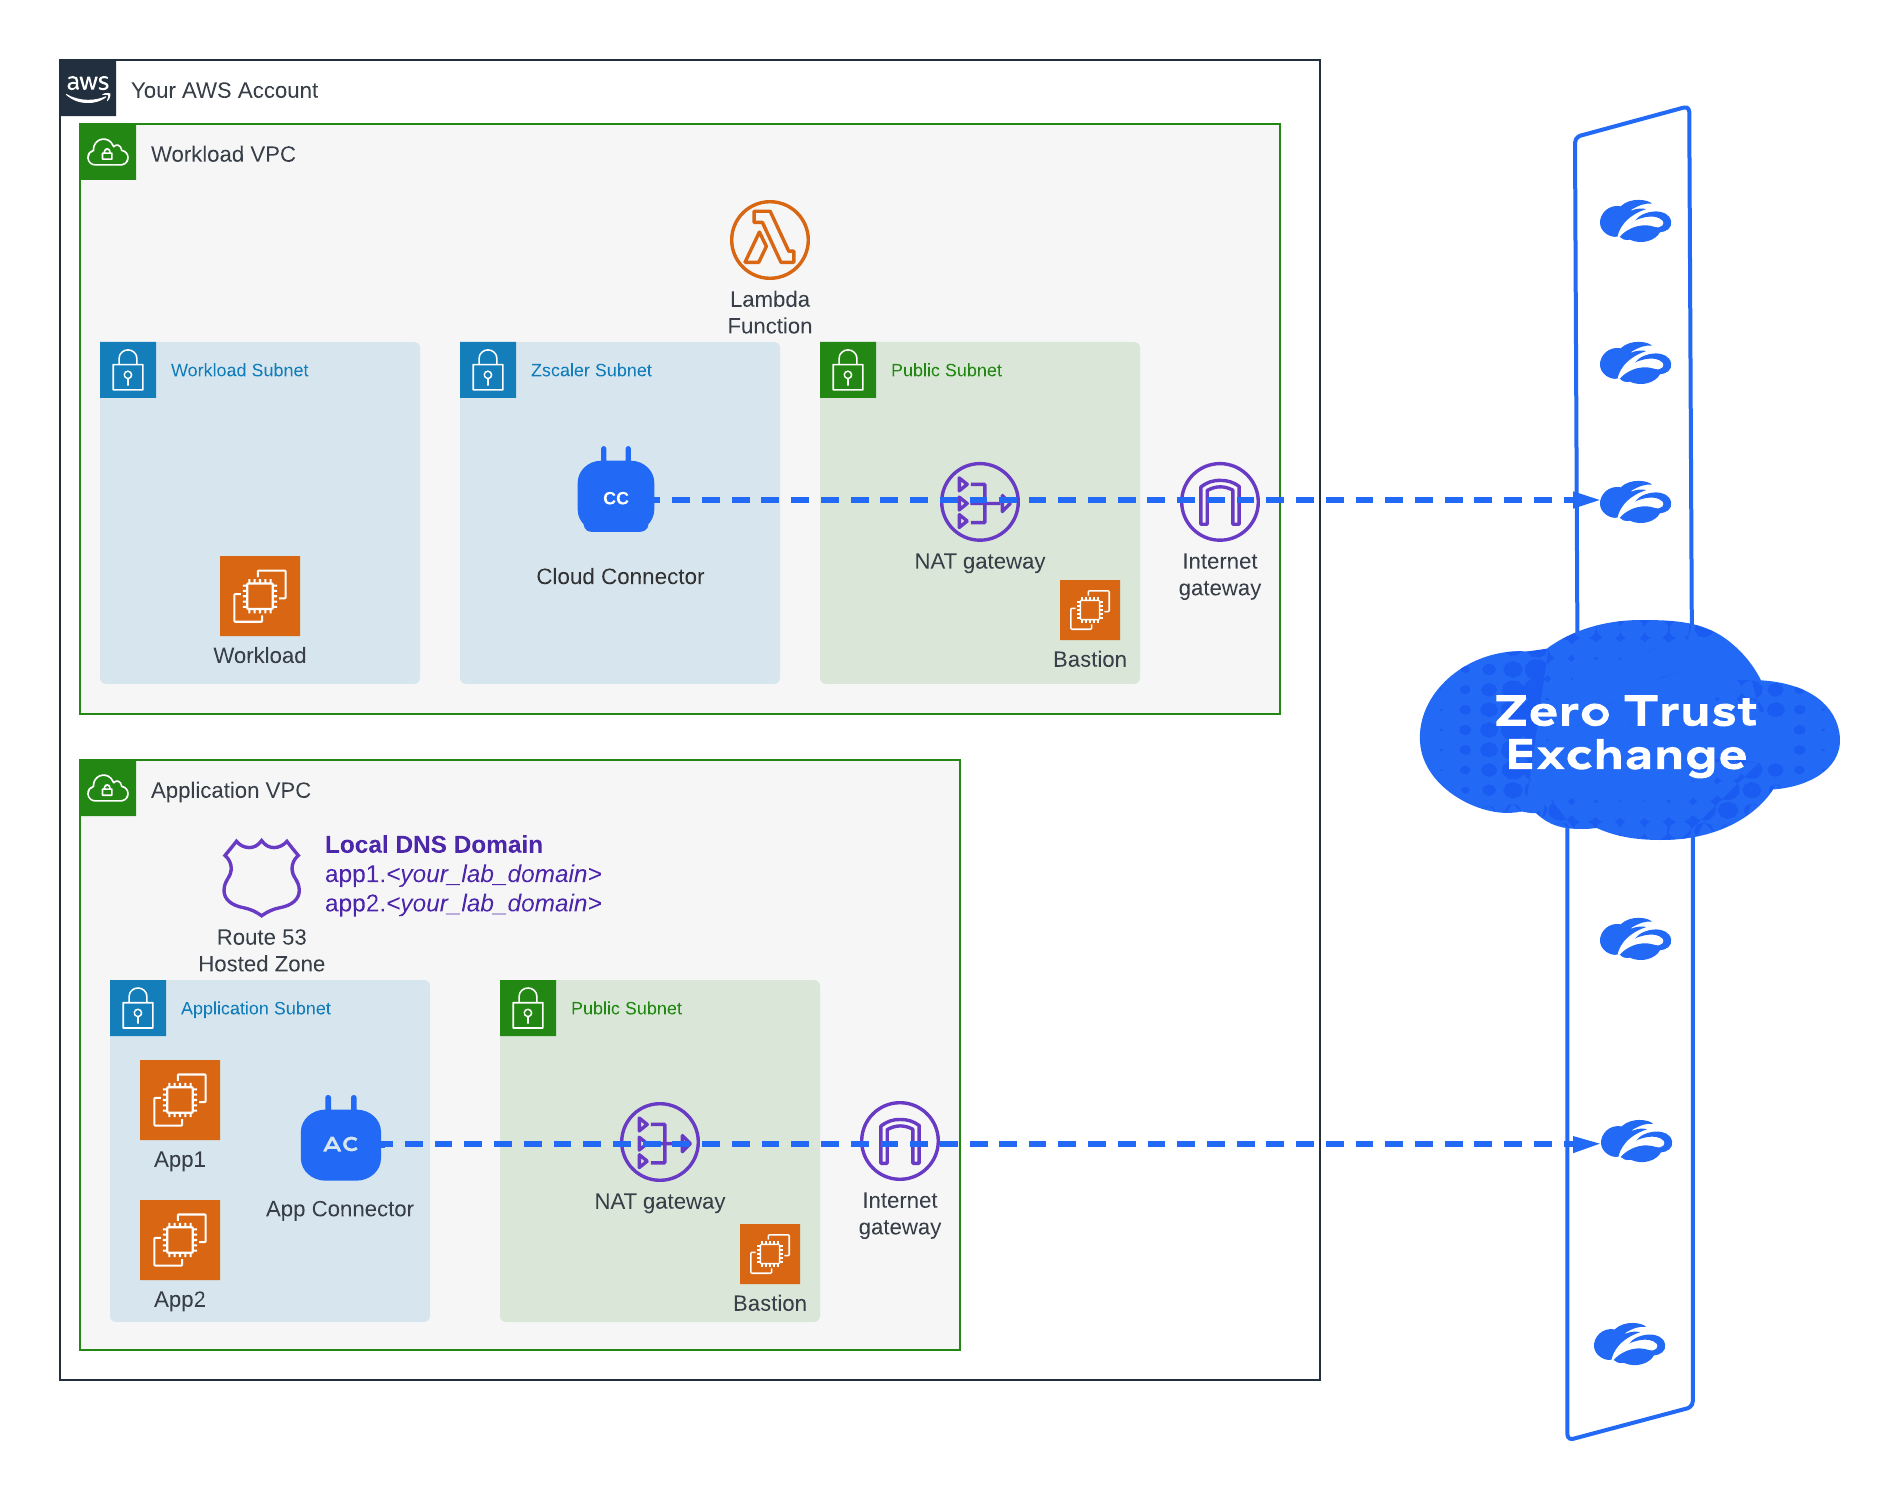 aws
Your AWS Account
Workload VPC
Lambda
Function
Workload Subnet
Zscaler Subnet
Public Subnet
CC
Cloud Connector
NAT gateway
Internet
gateway
Workload
Bastion
Zero Trust
Exchange
Application VPC
Local DNS Domain
app1.<your_lab_domain>
app2.<your_lab_domain>
Route 53
Hosted Zone
Application Subnet
Public Subnet
App1
AC
App Connector
NAT gateway
Internet
gateway
App2
Bastion